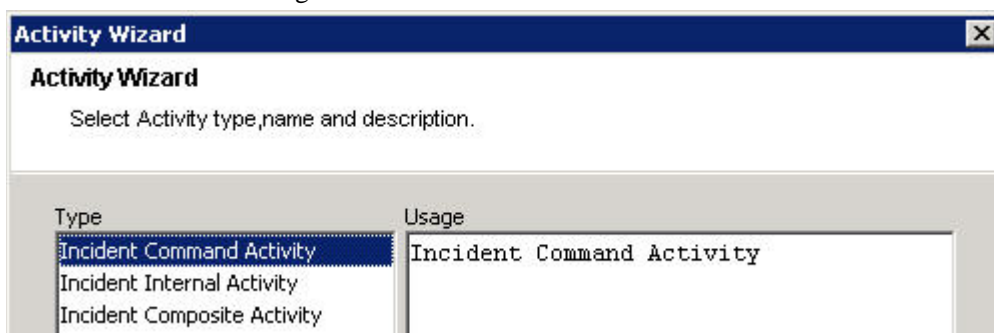 Activity Wizard
Activity Wizard
Select Activity type,name and description.
Type
Usage
Incident Command Activity
Incident Command Activity
Incident Internal Activity
Incident Composite Activity